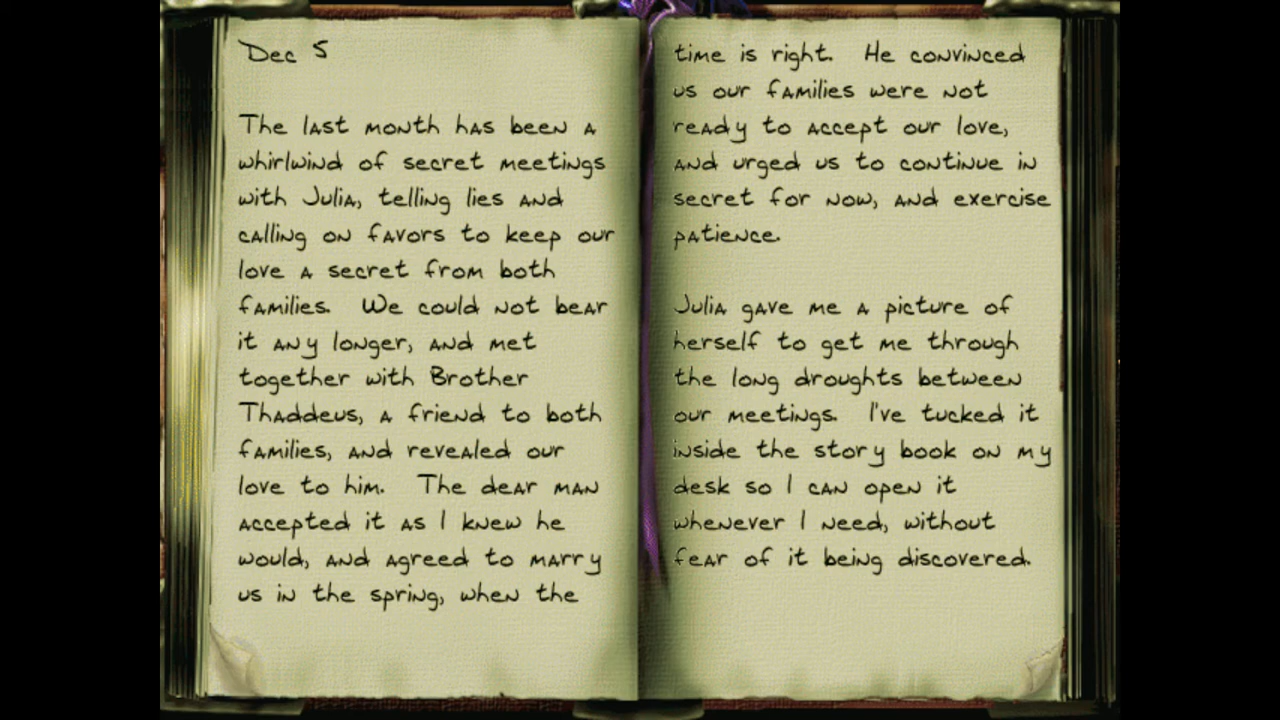 Dec 5
The last month has been a
whirlwind of secret meetings
with Julia, telling lies and
calling on favors to keep our
love a secret from both
families. We could not bear
it any longer, and met
together with Brother
Thaddeus, a friend to both
families, and revealed our
love to him. The dear man
accepted it as I knew he
would, and agreed to marry
us in the spring, when the
time is right. He convinced
us our families were not
ready to accept our love,
and urged us to continue in
secret for now, and exercise
patience.
Julia gave me a picture of
herself to get me through
the long droughts between
our meetings. I've tucked it
inside the story book on my
desk so I can open it
whenever I need, without
fear of it being discovered.